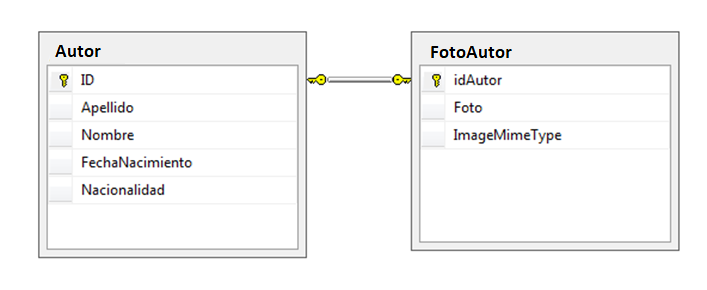 Autor
ID
Apellido
Nombre
FechaNacimiento
Nacionalidad
FotoAutor
idAutor
Foto
ImageMimeType